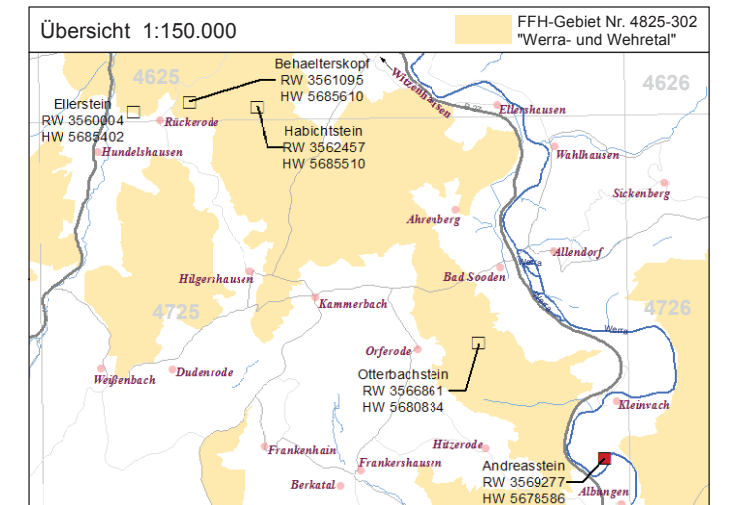 Übersicht 1:150.000
FFH-Gebiet Nr. 4825-302
"Werra- und Wehretal"
4625
4626
Behaelterskopf
RW 3561095
HW 5685610
Witzenhausen
Ellerstein
RW 3560004
HW 5685402
Rückerode
Habichtstein
RW 3562457
HW 5685510
Hundelshausen
Ellershausen
Wahlhausen
Sickenberg
Ahrenberg
Allendorf
Werra
Bad Sooden
Hilgershausen
Kammerbach
Werra
4725
4726
Werra
Orferode
Otterbachstein
RW 3566861
HW 5680834
Weißenbach
Dudenrode
Kleinvach
Frankenhain
Hitzerode
Frankershausen
Andreasstein
RW 3569277
HW 5678586
Berkatal
Albungen